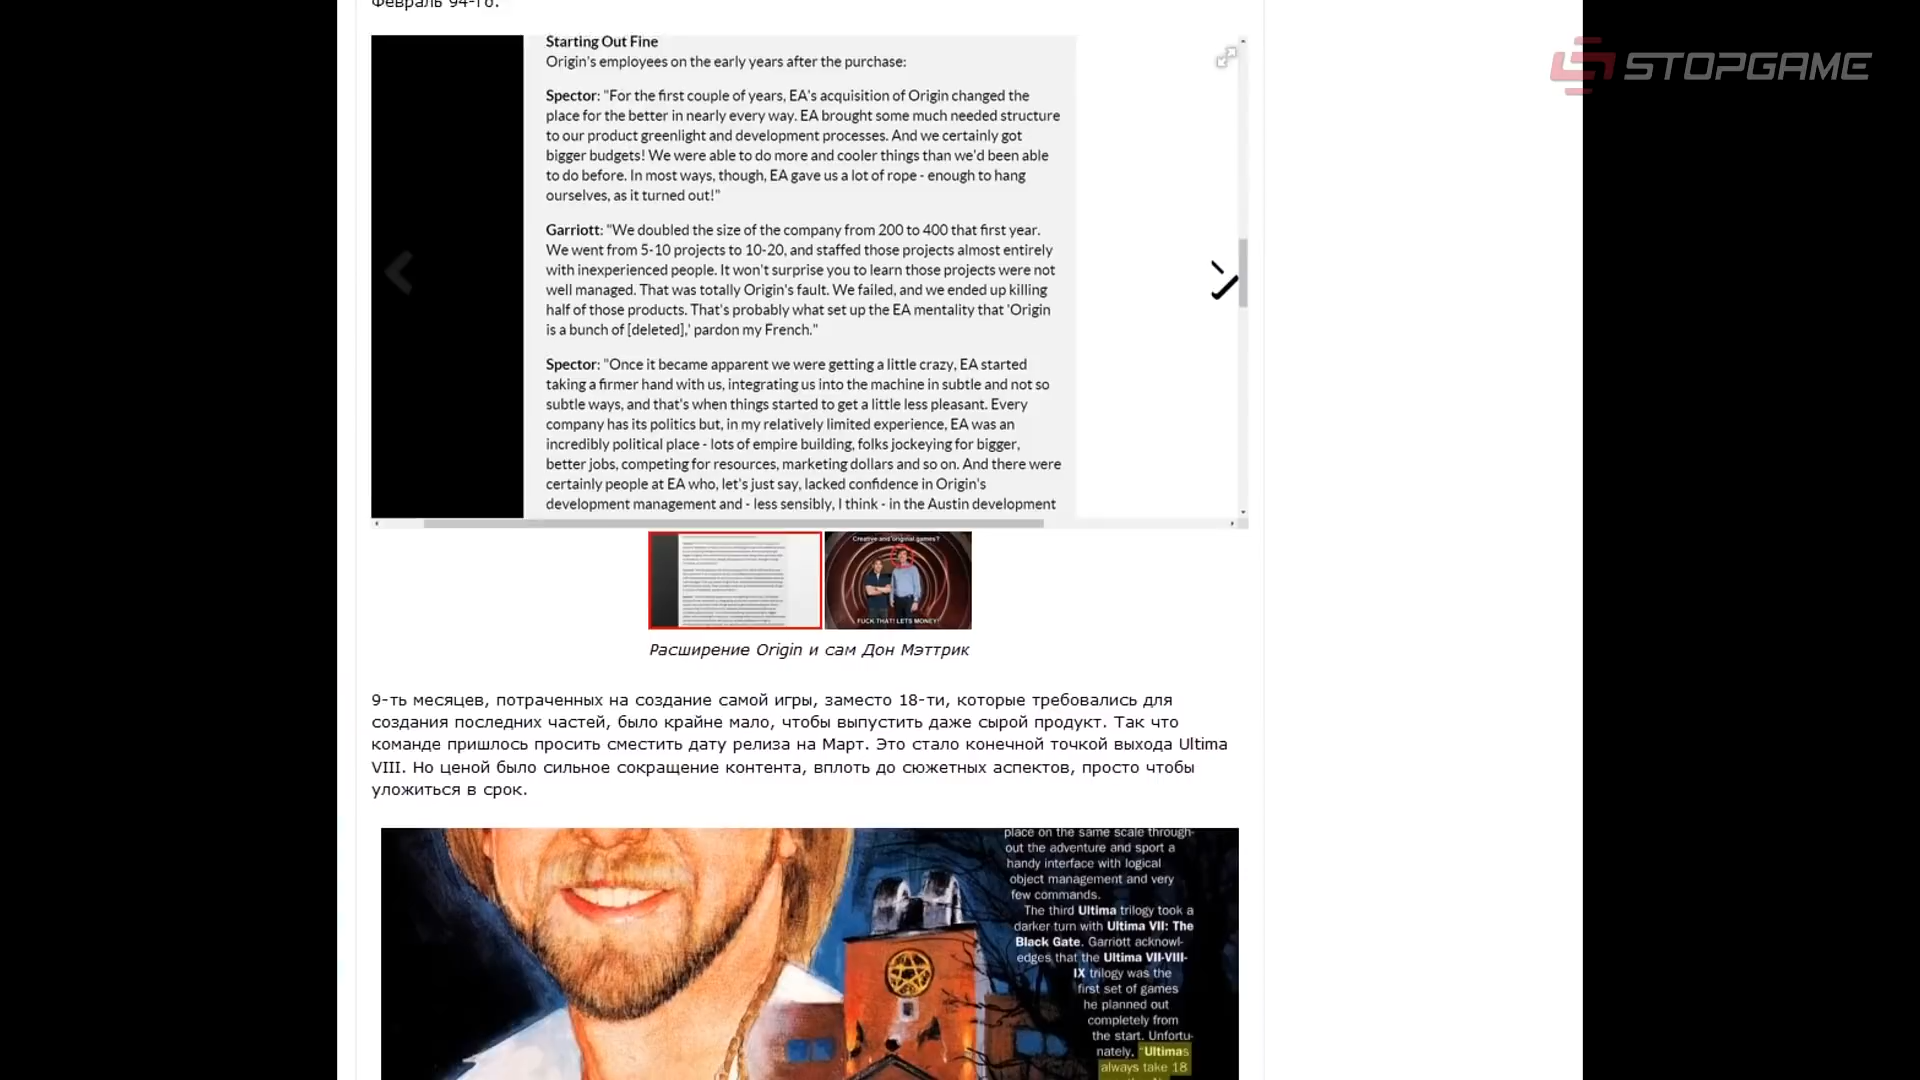 Февраль 94-го.
STOPGAME
Starting Out Fine
Origin's employees on the early years after the purchase:
Spector: "For the first couple of years, EA's acquisition of Origin changed the
place for the better in nearly every way. EA brought some much needed structure
to our product greenlight and development processes. And we certainly got
bigger budgets! We were able to do more and cooler things than we'd been able
to do before. In most ways, though, EA gave us a lot of rope - enough to hang
ourselves, as it turned out!"
Garriott: "We doubled the size of the company from 200 to 400 that first year.
We went from 5-10 projects to 10-20, and staffed those projects almost entirely
with inexperienced people. It won't surprise you to learn those projects were not
well managed. That was totally Origin's fault. We failed, and we ended up killing
half of those products. That's probably what set up the EA mentality that 'Origin
is a bunch of [deleted],' pardon my French."
Spector: "Once it became apparent we were getting a little crazy, EA started
taking a firmer hand with us, integrating us into the machine in subtle and not so
subtle ways, and that's when things started to get a little less pleasant. Every
company has its politics but, in my relatively limited experience, EA was an
incredibly political place - lots of empire building, folks jockeying for bigger,
better jobs, competing for resources, marketing dollars and so on. And there were
certainly people at EA who, let's just say, lacked confidence in Origin's
development management and - less sensibly, I think - in the Austin development
Creative and original games?
FUCK THAT! LETS MONEY!
Расширение Origin и сам Дон Мэттрик
9-ть месяцев, потраченных на создание самой игры, заместо 18-ти, которые требовались для
создания последних частей, было крайне мало, чтобы выпустить даже сырой продукт. Так что
команде пришлось просить сместить дату релиза на Март. Это стало конечной точкой выхода Ultima
VIII. Но ценой было сильное сокращение контента, вплоть до сюжетных аспектов, просто чтобы
уложиться в срок.
place on the same scale through-
out the adventure and sport a
handy interface with logical
object management and very
few commands.
The third Ultima trilogy took a
darker turn with Ultima VII: The
Black Gate. Garriott acknowl-
edges that the Ultima VII-VIII-
IX trilogy was the
first set of games
he planned out
completely from
the start. Unfortu-
nately, "Ultimas
always take 18